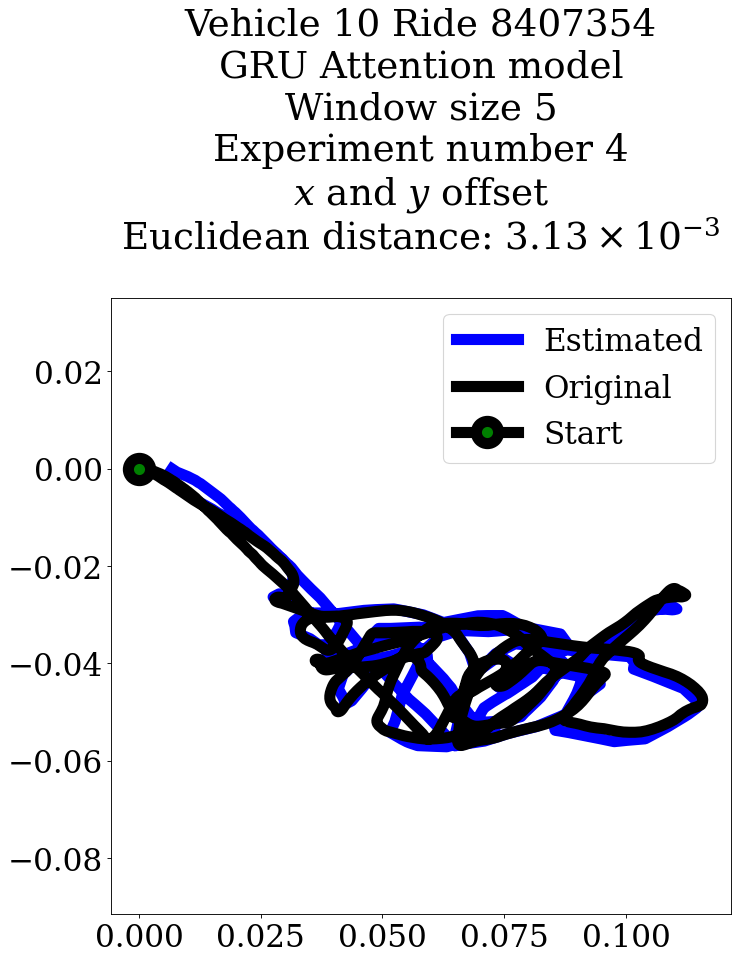 Vehicle 10 Ride 8407354
GRU Attention model
Window size 5
Experiment number 4
x and y offset
Euclidean distance: 3.13 × 10⁻³
Estimated
Original
Start
0.02
0.00
−0.02
−0.04
−0.06
−0.08
0.000 0.025 0.050 0.075 0.100